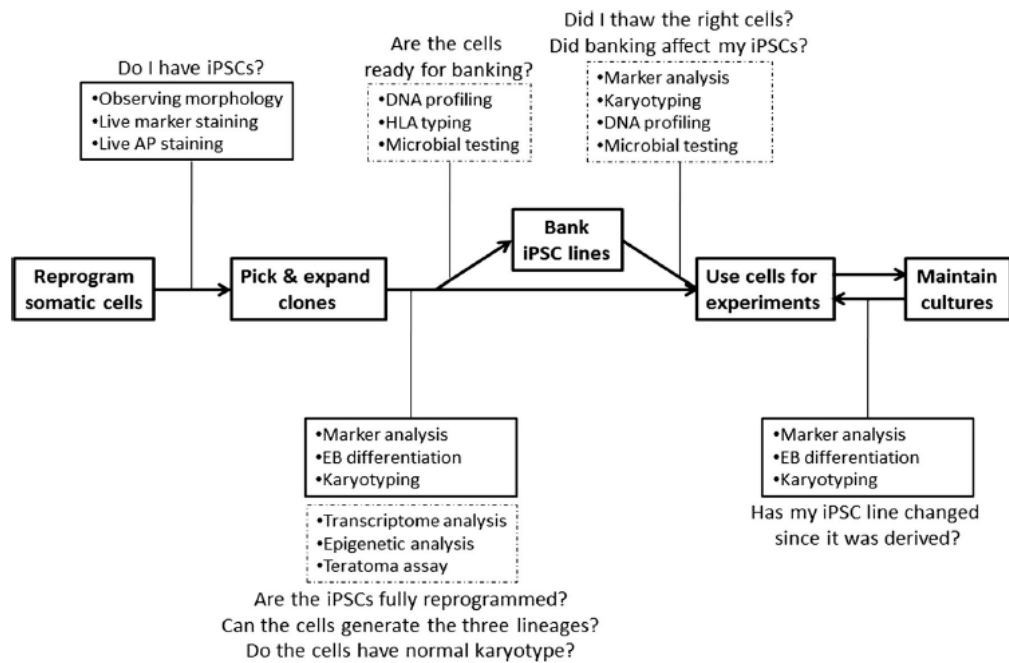 Do I have iPSCs?
•Observing morphology
•Live marker staining
•Live AP staining
Are the cells
ready for banking?
•DNA profiling
•HLA typing
•Microbial testing
Did I thaw the right cells?
Did banking affect my iPSCs?
•Marker analysis
•Karyotyping
•DNA profiling
•Microbial testing
Reprogram
somatic cells
Pick & expand
clones
Bank
iPSC lines
Use cells for
experiments
Maintain
cultures
•Marker analysis
•EB differentiation
•Karyotyping
•Transcriptome analysis
•Epigenetic analysis
•Teratoma assay
Are the iPSCs fully reprogrammed?
Can the cells generate the three lineages?
Do the cells have normal karyotype?
•Marker analysis
•EB differentiation
•Karyotyping
Has my iPSC line changed
since it was derived?